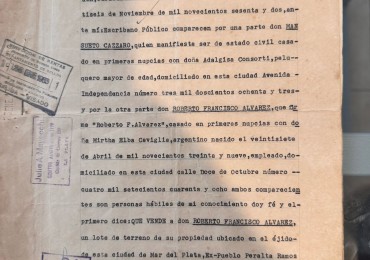 tiseis de Noviembre de mil novecientos sesenta y dos, an-
te mí Escribano Público comparecen por una parte don MAN
SUETO CAZZARO, quien manifiesta ser de estado civil casa-
do en primeras nupcias con doña Adalgisa Consorti, pelu-
quero mayor de edad, domiciliado en esta ciudad Avenida -
Independencia número tres mil doscientos ochenta y tres-
y por la otra parte don ROBERTO FRANCISCO ALVAREZ, que
ma "Roberto F. Alvarez", casado en primeras nupcias con do
Mirtha Elba Caviglia, argentino nacido el veintisiete
de Abril de mil novecientos treinta y nueve, empleado, do-
miciliado en esta ciudad calle Doce de Octubre número --
cuatro mil setecientos cuarenta y ocho ambos comparecien
tes son personas hábiles de mi conocimiento doy fé y el
primero dice: QUE VENDE a don ROBERTO FRANCISCO ALVAREZ,
un lote de terreno de su propiedad ubicado en el éjido-
de esta ciudad de Mar del Plata, Ex-Pueblo Peralta Ramos